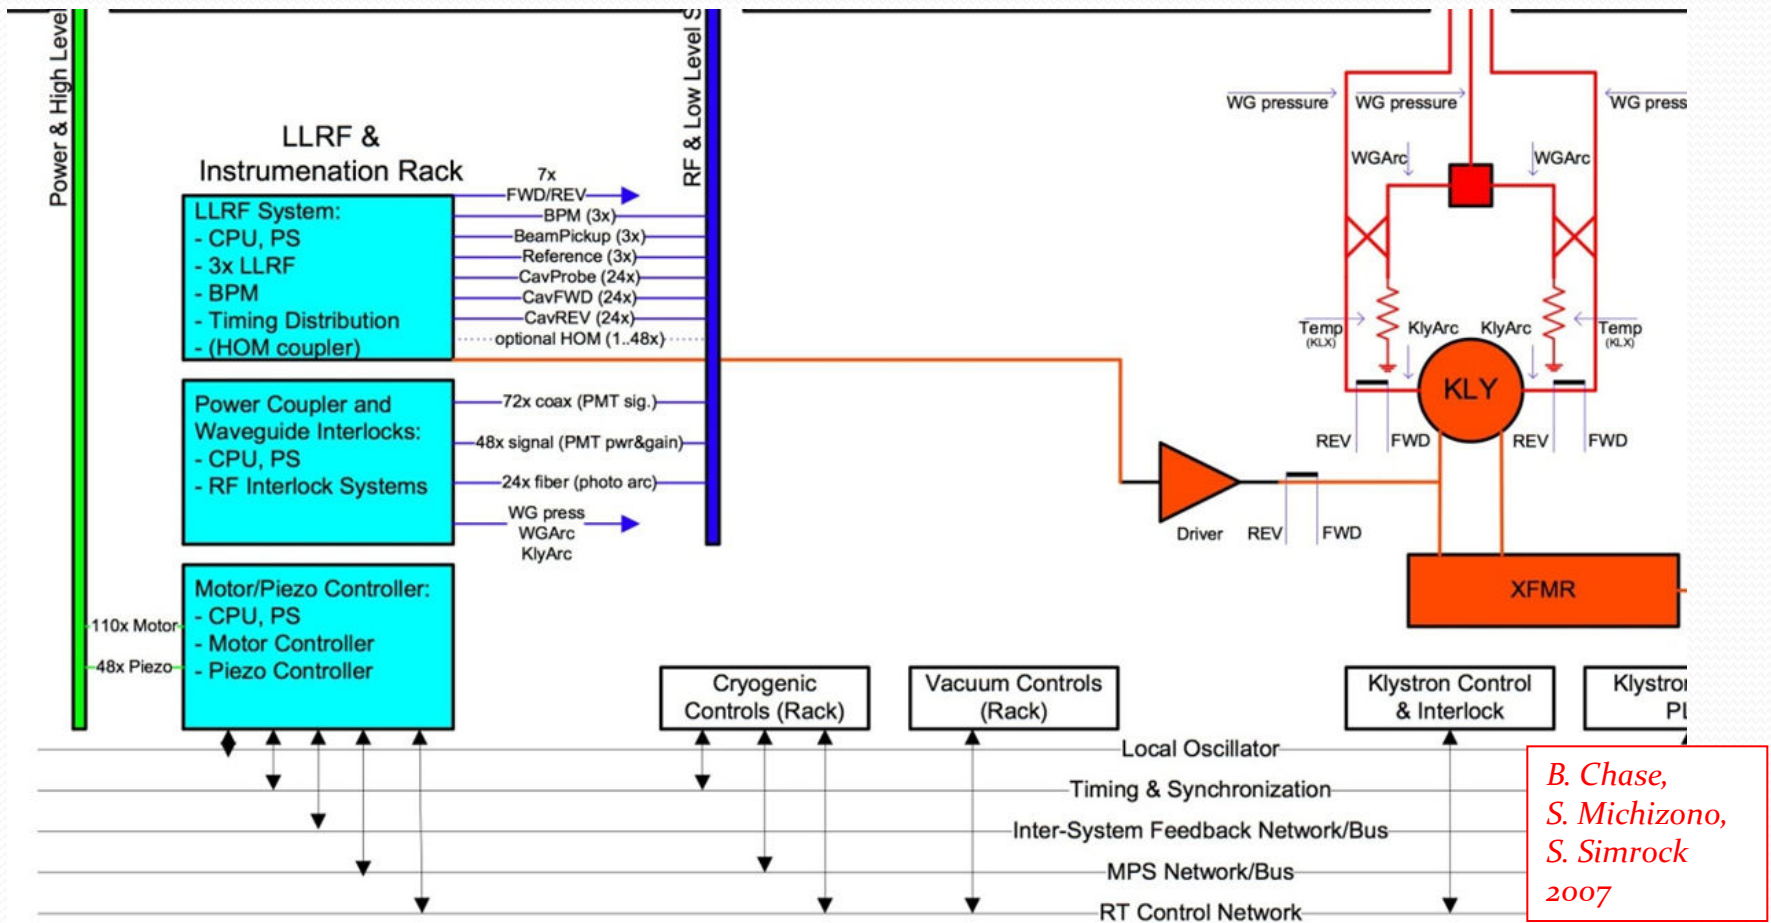 Power & High Level
LLRF &
Instrumenation Rack
LLRF System:
- CPU, PS
- 3x LLRF
- BPM
- Timing Distribution
- (HOM coupler)
7x
FWD/REV
BPM (3x)
BeamPickup (3x)
Reference (3x)
CavProbe (24x)
CavFWD (24x)
CavREV (24x)
optional HOM (1..48x)
RF & Low Level
Power Coupler and
Waveguide Interlocks:
- CPU, PS
- RF Interlock Systems
72x coax (PMT sig.)
48x signal (PMT pwr&gain)
24x fiber (photo arc)
WG press
WGArc
KlyArc
Motor/Piezo Controller:
- CPU, PS
- Motor Controller
- Piezo Controller
110x Motor
48x Piezo
WG pressure
WG pressure
WG press
WGArc
WGArc
Temp
(KLX)
KlyArc
KlyArc
Temp
(KLX)
KLY
REV
FWD
REV
FWD
Driver
REV
FWD
XFMR
Cryogenic
Controls (Rack)
Vacuum Controls
(Rack)
Klystron Control
& Interlock
Klystro
PL
Local Oscillator
Timing & Synchronization
Inter-System Feedback Network/Bus
MPS Network/Bus
RT Control Network
B. Chase,
S. Michizono,
S. Simrock
2007